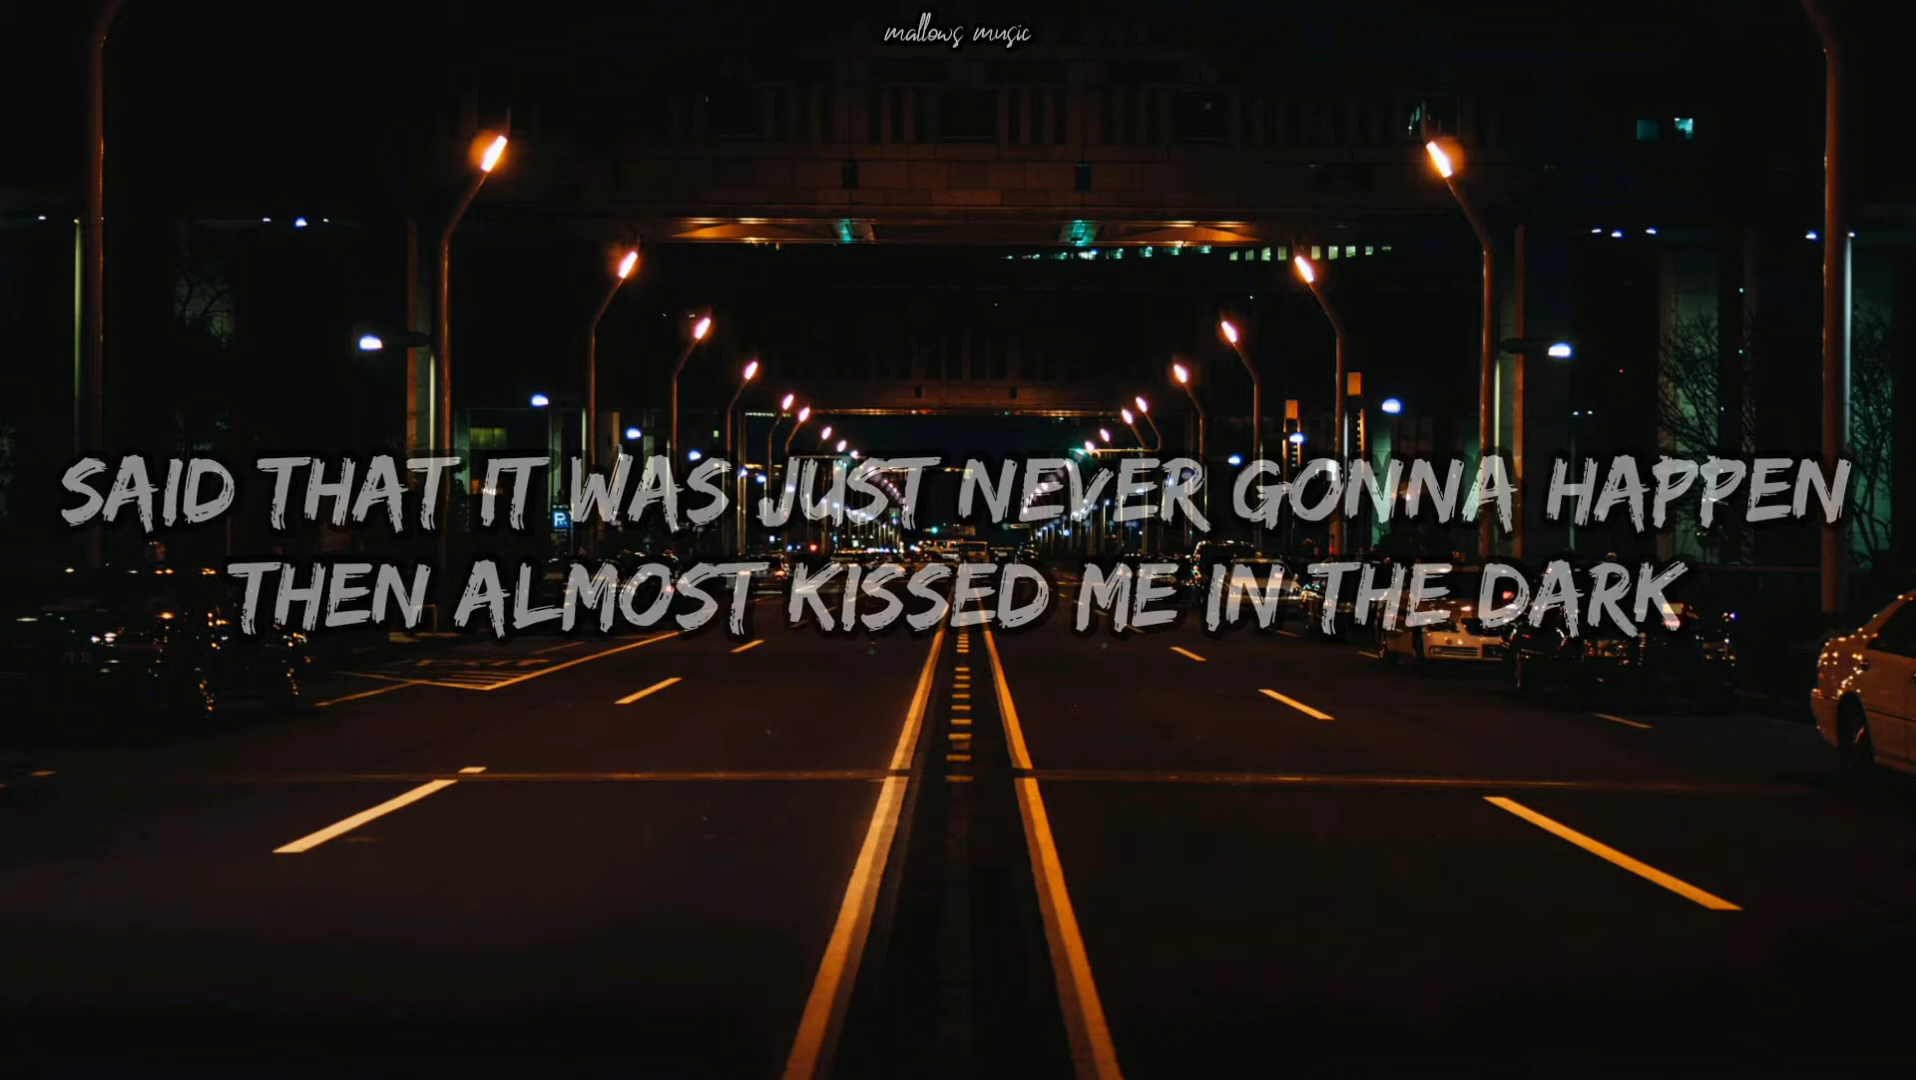 mallows music
SAID THAT IT WAS JUST NEVER GONNA HAPPEN
THEN ALMOST KISSED ME IN THE DARK